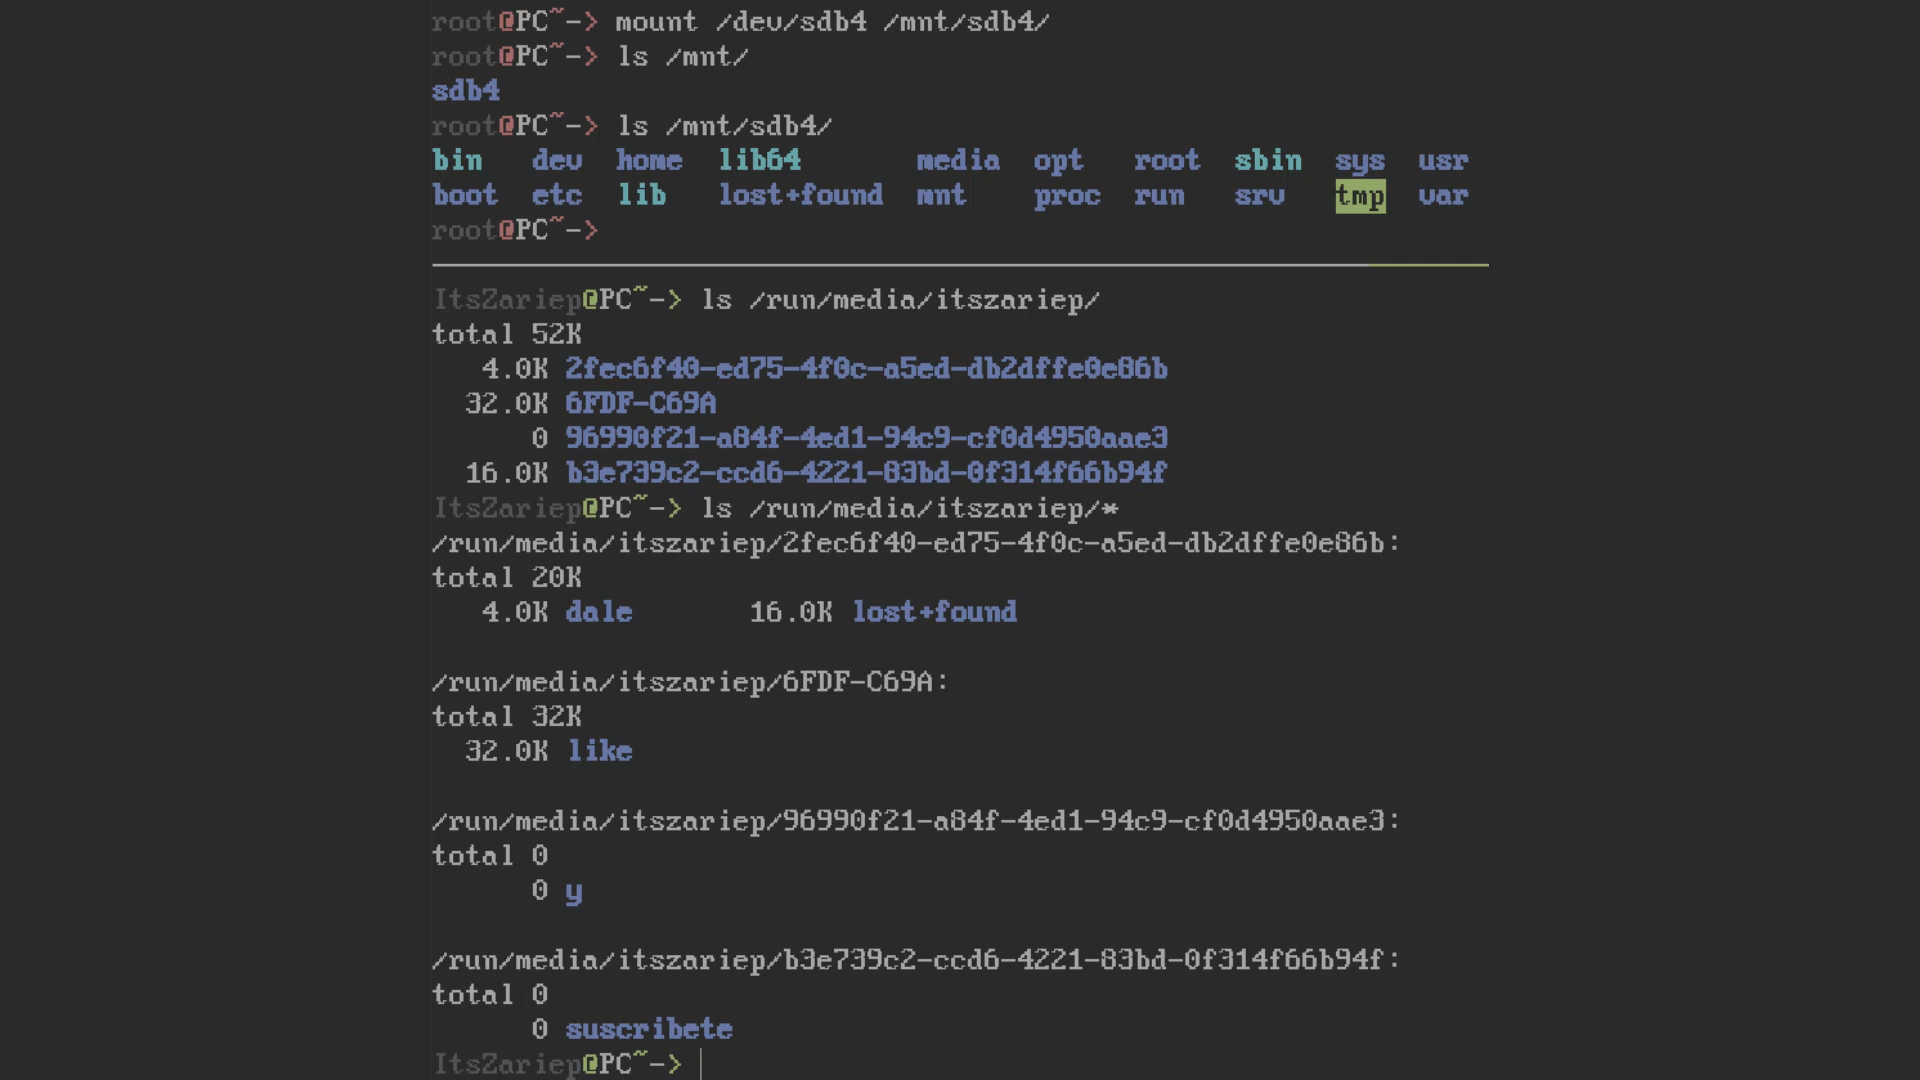 root@PC~-> mount /dev/sdb4 /mnt/sdb4/
root@PC~-> ls /mnt/
sdb4
root@PC~-> ls /mnt/sdb4/
bin dev home lib64 media opt root sbin sys usr
boot etc lib lost+found mnt proc run srv tmp var
root@PC~->
ItsZariep@PC~-> ls /run/media/itszariep/
total 52K
4.0K 2fec6f40-ed75-4f0c-a5ed-db2dffe0e86b
32.0K 6FDF-C69A
0 96990f21-a84f-4ed1-94c9-cf0d4950aae3
16.0K b3e739c2-ccd6-4221-83bd-0f314f66b94f
ItsZariep@PC~-> ls /run/media/itszariep/*
/run/media/itszariep/2fec6f40-ed75-4f0c-a5ed-db2dffe0e86b:
total 20K
4.0K dale 16.0K lost+found
/run/media/itszariep/6FDF-C69A:
total 32K
32.0K like
/run/media/itszariep/96990f21-a84f-4ed1-94c9-cf0d4950aae3:
total 0
0 y
/run/media/itszariep/b3e739c2-ccd6-4221-83bd-0f314f66b94f:
total 0
0 suscribete
ItsZariep@PC~->